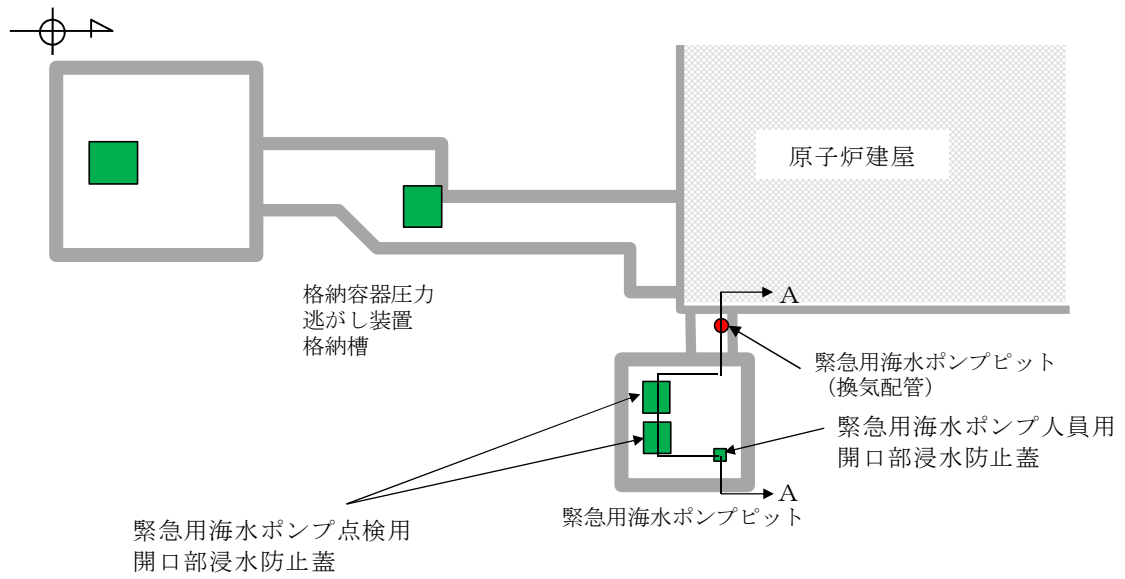 原子炉建屋
格納容器圧力
逃がし装置
格納槽
A
緊急用海水ポンプピット
（換気配管）
緊急用海水ポンプ人員用
開口部浸水防止蓋
A
緊急用海水ポンプピット
緊急用海水ポンプ点検用
開口部浸水防止蓋